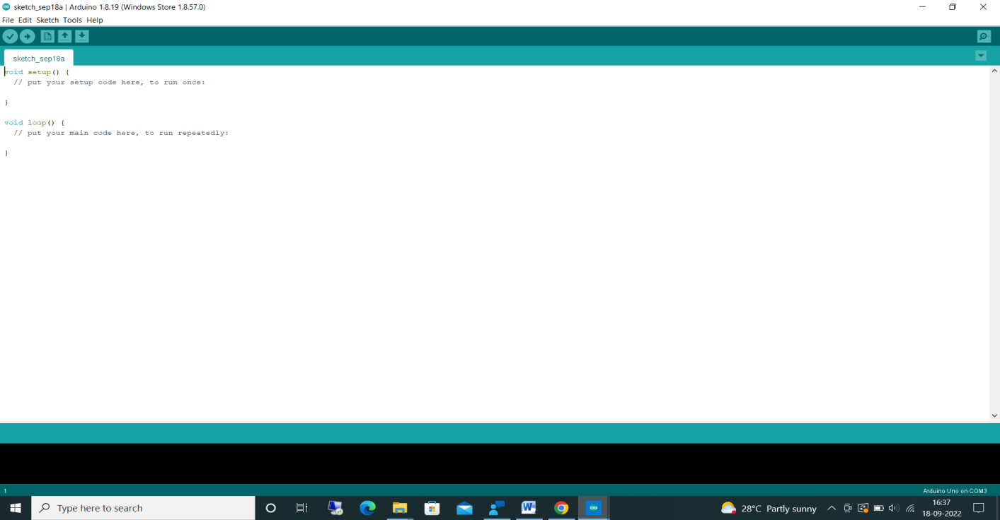 sketch_sep18a | Arduino 1.8.19 (Windows Store 1.8.57.0)
File Edit Sketch Tools Help
sketch_sep18a
void setup() {
  // put your setup code here, to run once:
}
void loop() {
  // put your main code here, to run repeatedly:
}
1
Arduino Uno on COM3
Type here to search
28°C Partly sunny
16:37
18-09-2022